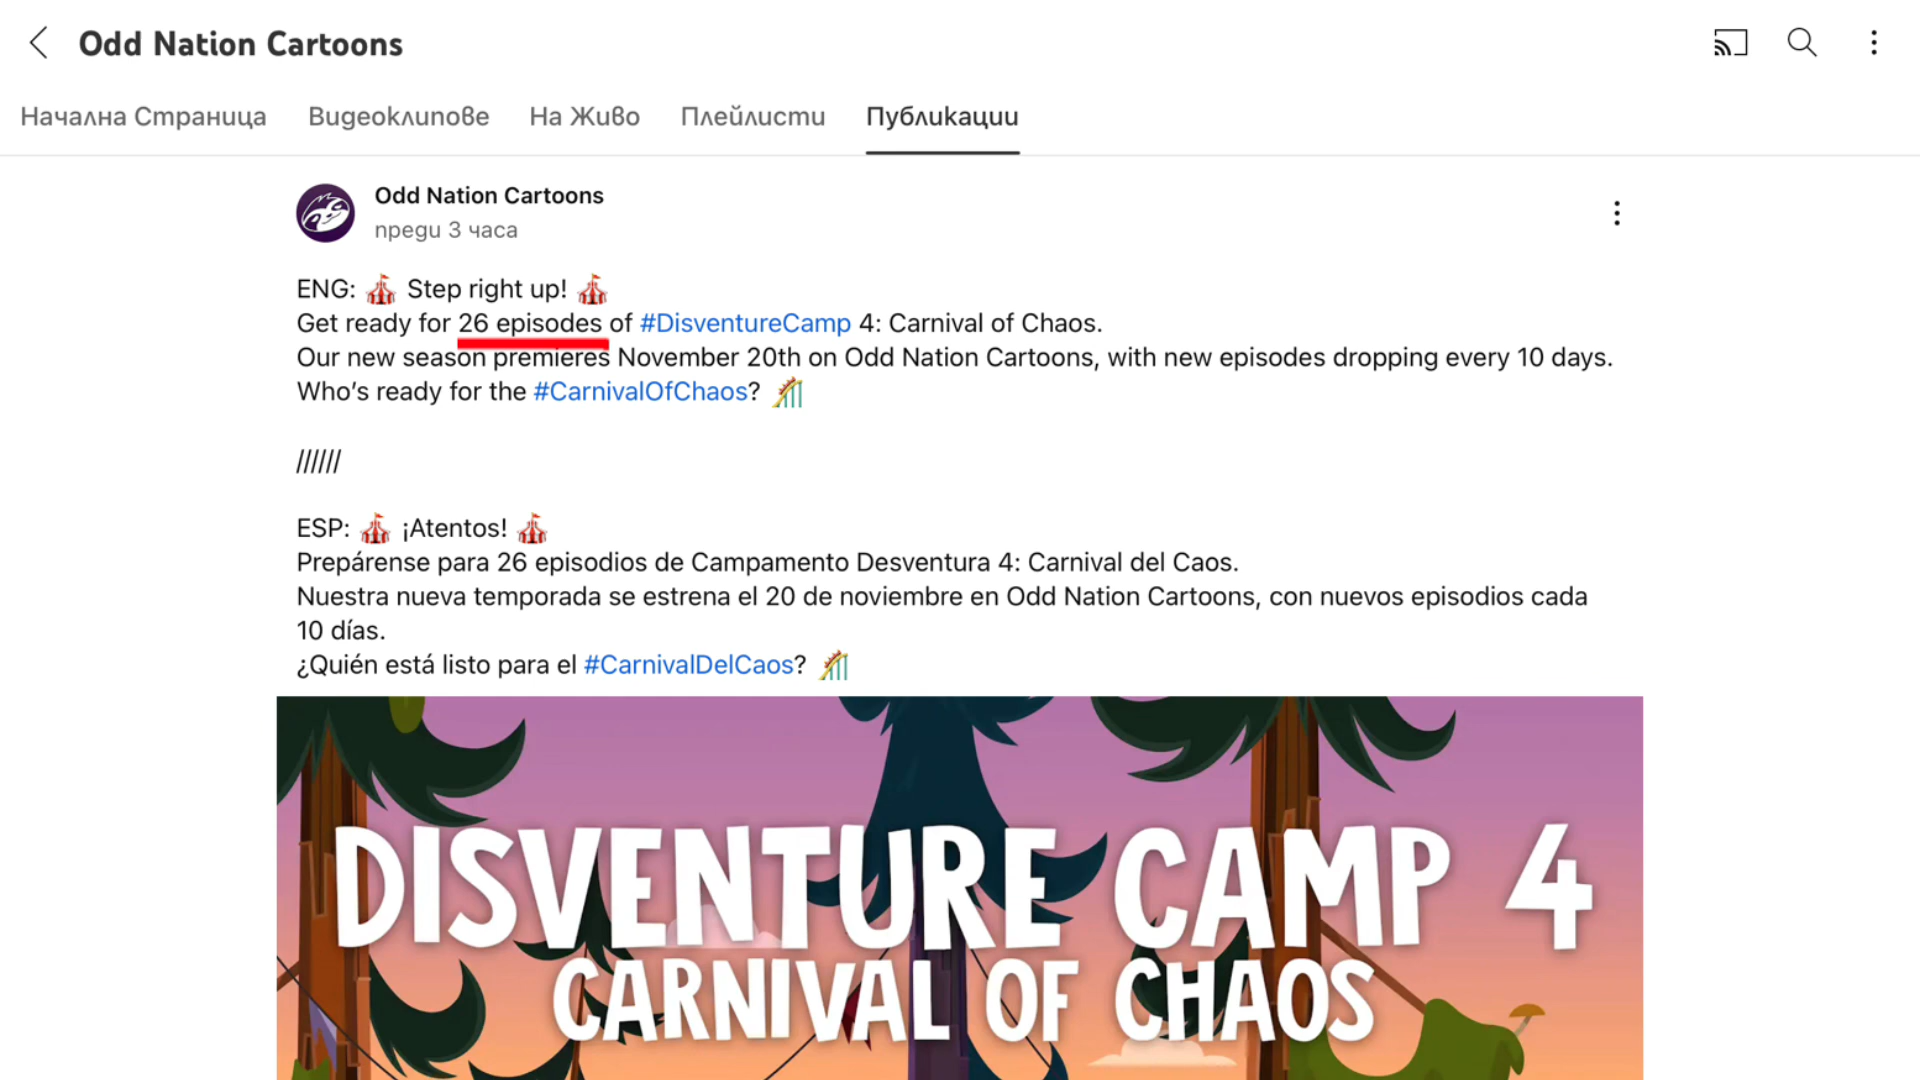 Odd Nation Cartoons
Начална Страница Видеоклипове На Живо Плейлисти Публикации
Odd Nation Cartoons
преди 3 часа
ENG: 🎪 Step right up! 🎪
Get ready for 26 episodes of #DisventureCamp 4: Carnival of Chaos.
Our new season premieres November 20th on Odd Nation Cartoons, with new episodes dropping every 10 days.
Who’s ready for the #CarnivalOfChaos? 🎢
//////
ESP: 🎪 ¡Atentos! 🎪
Prepárense para 26 episodios de Campamento Desventura 4: Carnival del Caos.
Nuestra nueva temporada se estrena el 20 de noviembre en Odd Nation Cartoons, con nuevos episodios cada
10 días.
¿Quién está listo para el #CarnivalDelCaos? 🎢
DISVENTURE CAMP 4
CARNIVAL OF CHAOS